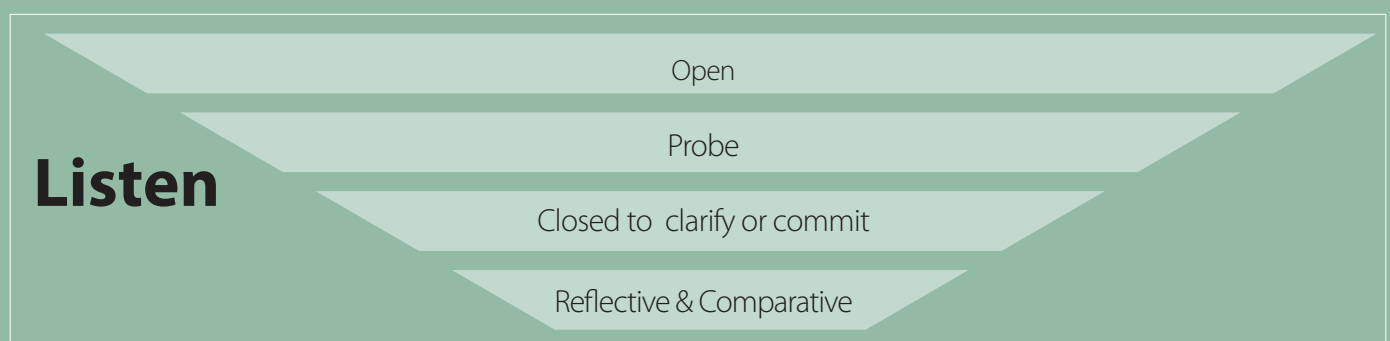 Open
Probe
Listen
Closed to clarify or commit
Reflective & Comparative